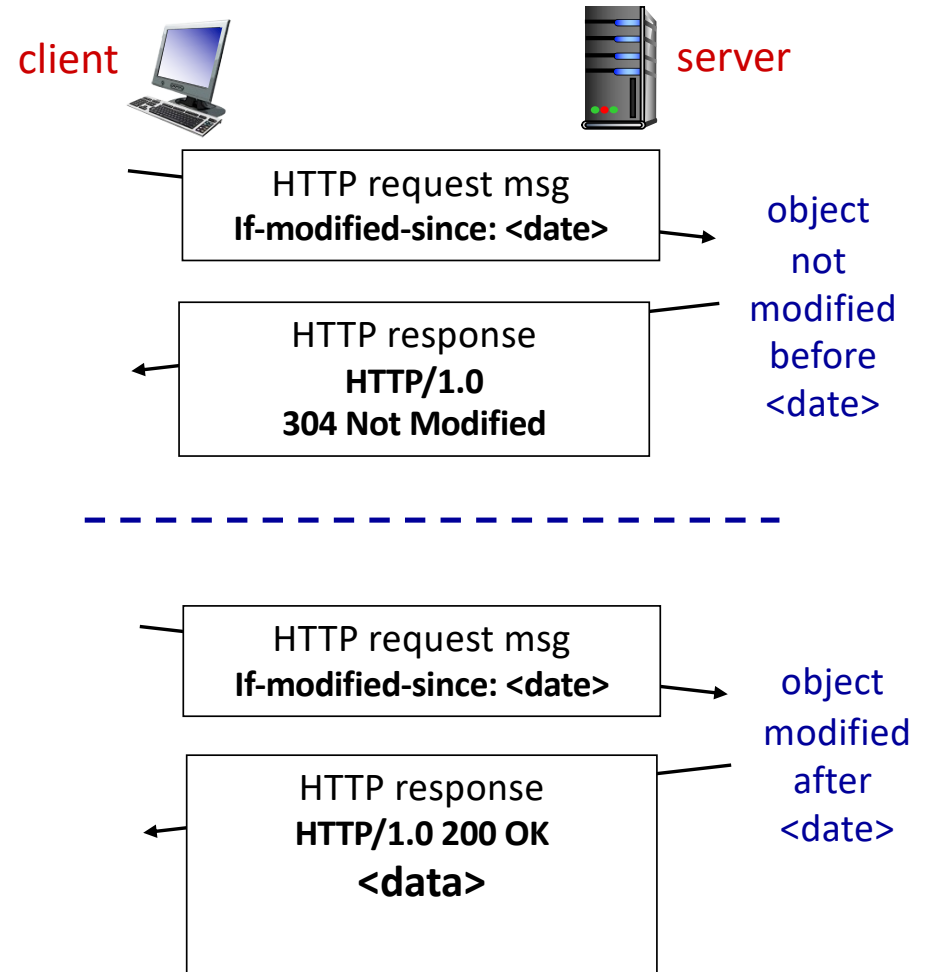 client
server
HTTP request msg
If-modified-since: <date>
object
not
modified
before
<date>
HTTP response
HTTP/1.0
304 Not Modified
HTTP request msg
If-modified-since: <date>
object
modified
after
<date>
HTTP response
HTTP/1.0 200 OK
<data>